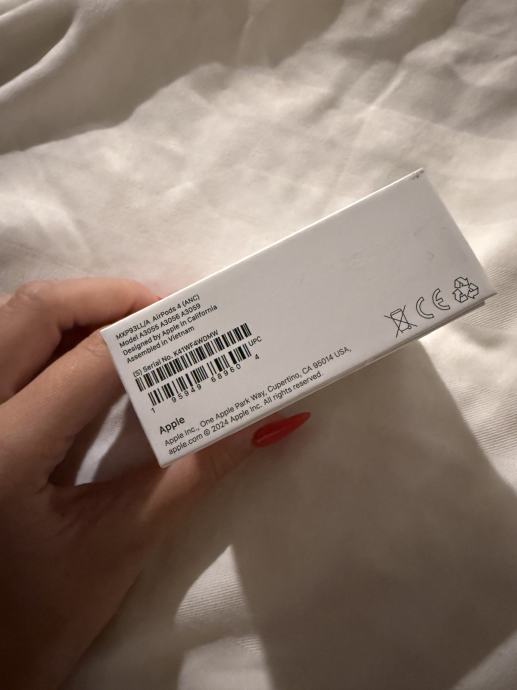 MXP93LL/A AirPods 4 (ANC)
Model A3055 A3056 A3059
Designed by Apple in California
Assembled in Vietnam
(S) Serial No. K41WF4WDMW
UPC
1 95949 68960 4
Apple
Apple Inc., One Apple Park Way, Cupertino, CA 95014 USA,
apple.com © 2024 Apple Inc. All rights reserved.
CE